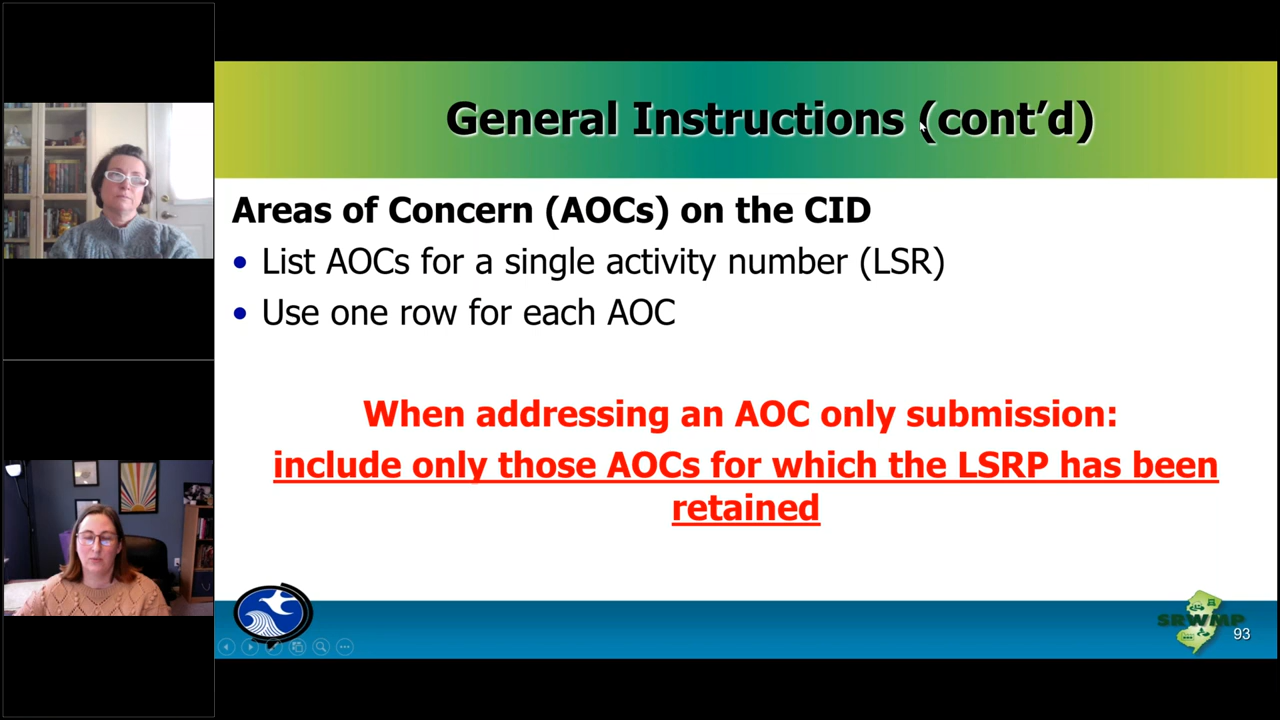 General Instructions (cont’d)
Areas of Concern (AOCs) on the CID
• List AOCs for a single activity number (LSR)
• Use one row for each AOC
When addressing an AOC only submission:
include only those AOCs for which the LSRP has been
retained
SRWMP
93